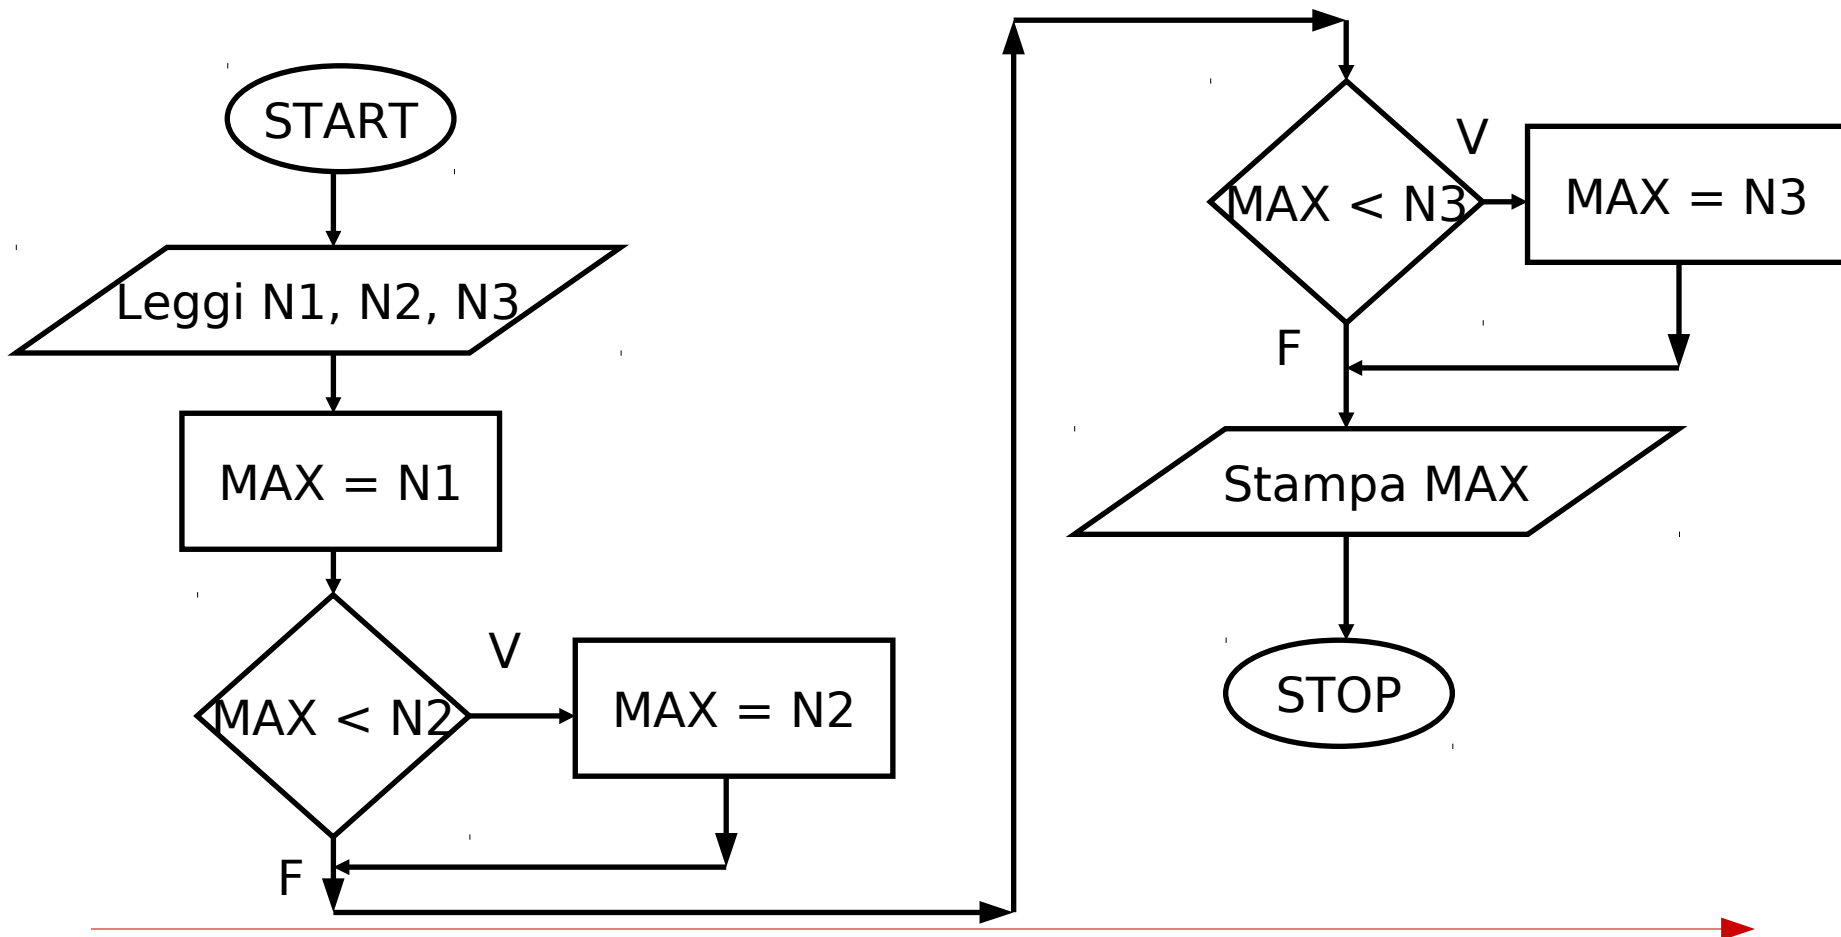 START
Leggi N1, N2, N3
MAX = N1
MAX < N2
V
MAX = N2
F
MAX < N3
V
MAX = N3
F
Stampa MAX
STOP